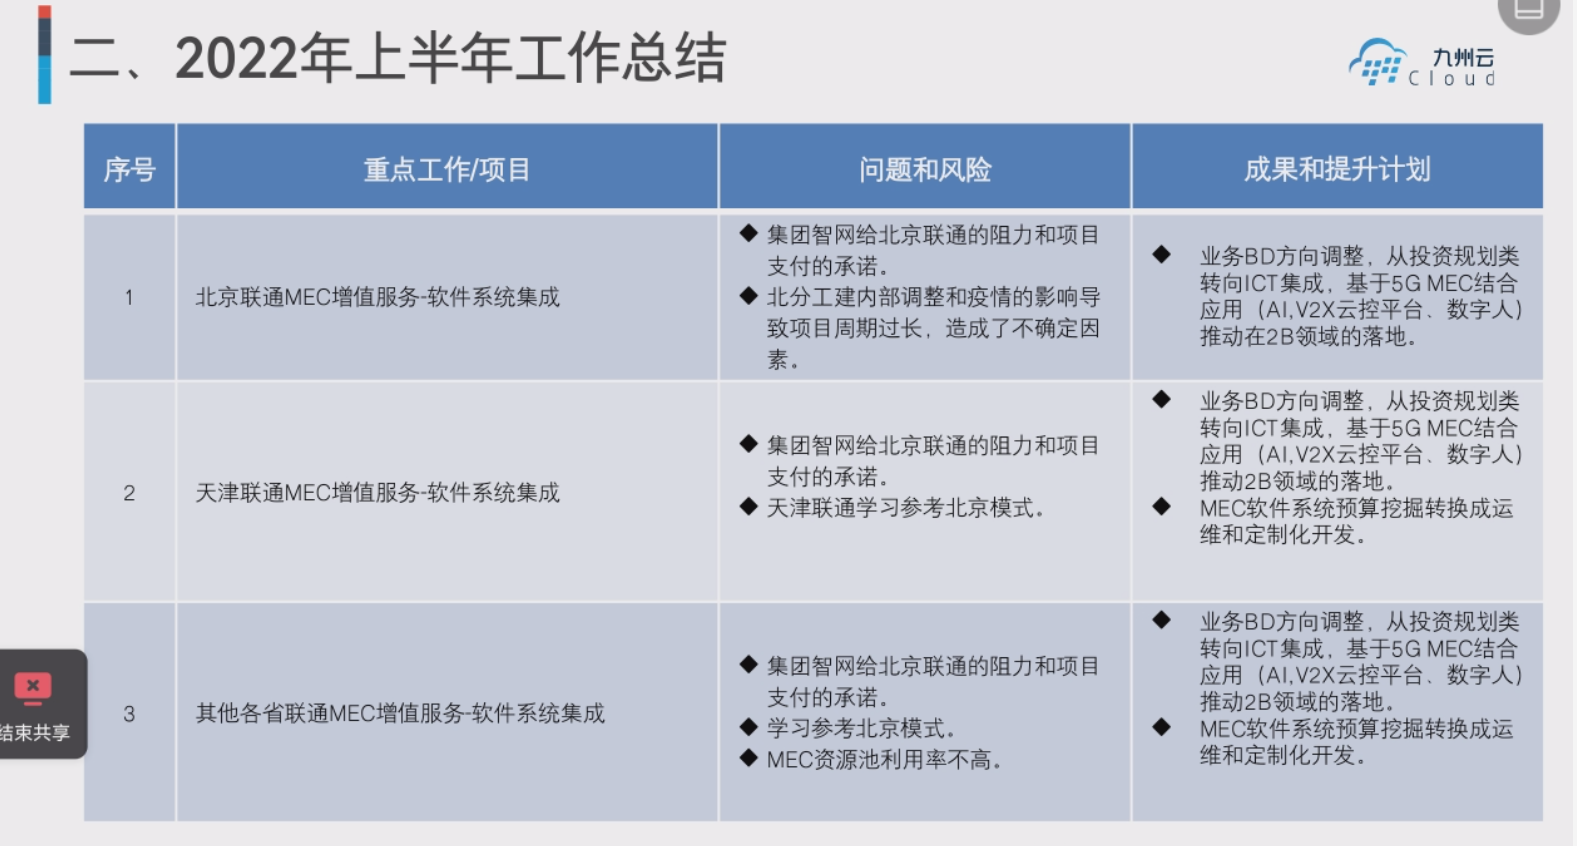 二、2022年上半年工作总结
九州云
Cloud
序号
重点工作/项目
问题和风险
成果和提升计划
1
北京联通MEC增值服务-软件系统集成
◆ 集团智网给北京联通的阻力和项目
支付的承诺。
◆ 北分工建内部调整和疫情的影响导
致项目周期过长，造成了不确定因
素。
◆ 业务BD方向调整，从投资规划类
转向ICT集成，基于5G MEC结合
应用（AI,V2X云控平台、数字人)
推动在2B领域的落地。
2
天津联通MEC增值服务-软件系统集成
◆ 集团智网给北京联通的阻力和项目
支付的承诺。
◆ 天津联通学习参考北京模式。
◆ 业务BD方向调整，从投资规划类
转向ICT集成，基于5G MEC结合
应用（AI,V2X云控平台、数字人)
推动2B领域的落地。
◆ MEC软件系统预算挖掘转换成运
维和定制化开发。
3
其他各省联通MEC增值服务-软件系统集成
◆ 集团智网给北京联通的阻力和项目
支付的承诺。
◆ 学习参考北京模式。
◆ MEC资源池利用率不高。
◆ 业务BD方向调整，从投资规划类
转向ICT集成，基于5G MEC结合
应用（AI,V2X云控平台、数字人)
推动2B领域的落地。
◆ MEC软件系统预算挖掘转换成运
维和定制化开发。
结束共享